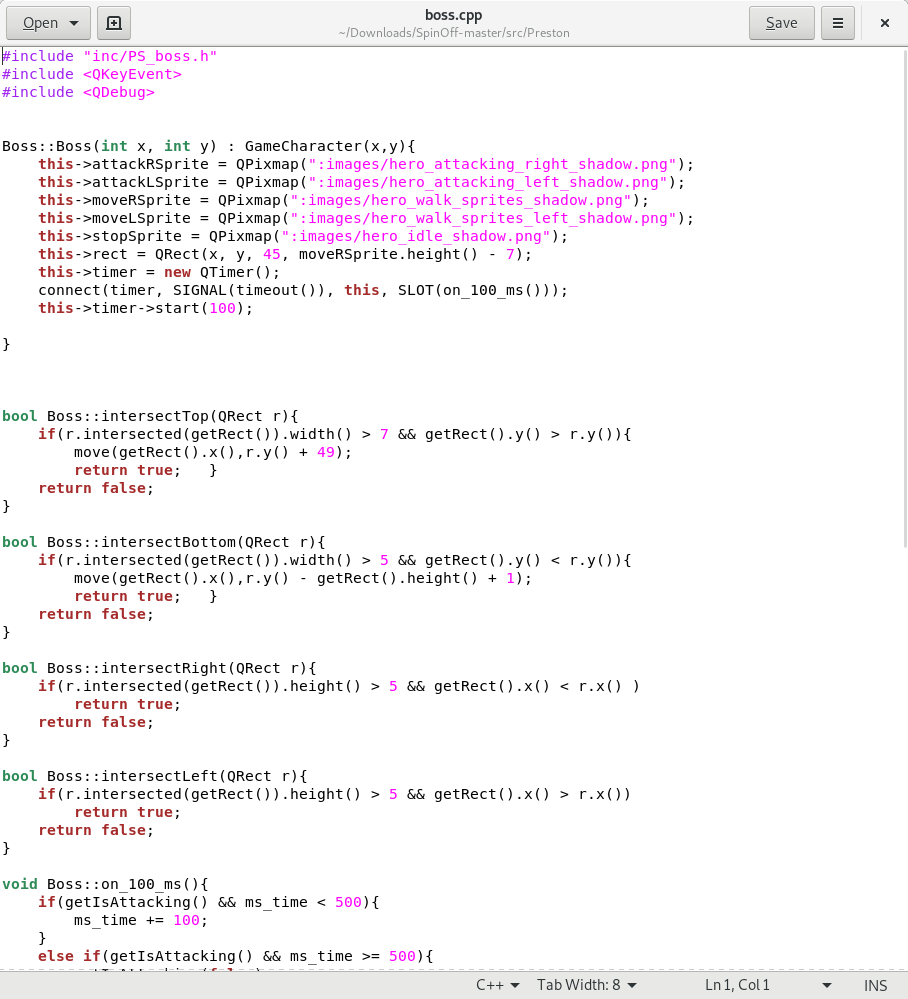 Open
boss.cpp
~/Downloads/SpinOff-master/src/Preston
Save
#include "inc/PS_boss.h"
#include <QKeyEvent>
#include <QDebug>
Boss::Boss(int x, int y) : GameCharacter(x,y){
    this->attackRSprite = QPixmap(":images/hero_attacking_right_shadow.png");
    this->attackLSprite = QPixmap(":images/hero_attacking_left_shadow.png");
    this->moveRSprite = QPixmap(":images/hero_walk_sprites_shadow.png");
    this->moveLSprite = QPixmap(":images/hero_walk_sprites_left_shadow.png");
    this->stopSprite = QPixmap(":images/hero_idle_shadow.png");
    this->rect = QRect(x, y, 45, moveRSprite.height() - 7);
    this->timer = new QTimer();
    connect(timer, SIGNAL(timeout()), this, SLOT(on_100_ms()));
    this->timer->start(100);
}
bool Boss::intersectTop(QRect r){
    if(r.intersected(getRect()).width() > 7 && getRect().y() > r.y()){
        move(getRect().x(),r.y() + 49);
        return true;   }
    return false;
}
bool Boss::intersectBottom(QRect r){
    if(r.intersected(getRect()).width() > 5 && getRect().y() < r.y()){
        move(getRect().x(),r.y() - getRect().height() + 1);
        return true;   }
    return false;
}
bool Boss::intersectRight(QRect r){
    if(r.intersected(getRect()).height() > 5 && getRect().x() < r.x() )
        return true;
    return false;
}
bool Boss::intersectLeft(QRect r){
    if(r.intersected(getRect()).height() > 5 && getRect().x() > r.x())
        return true;
    return false;
}
void Boss::on_100_ms(){
    if(getIsAttacking() && ms_time < 500){
        ms_time += 100;
    }
    else if(getIsAttacking() && ms_time >= 500){
C++
Tab Width: 8
Ln 1, Col 1
INS